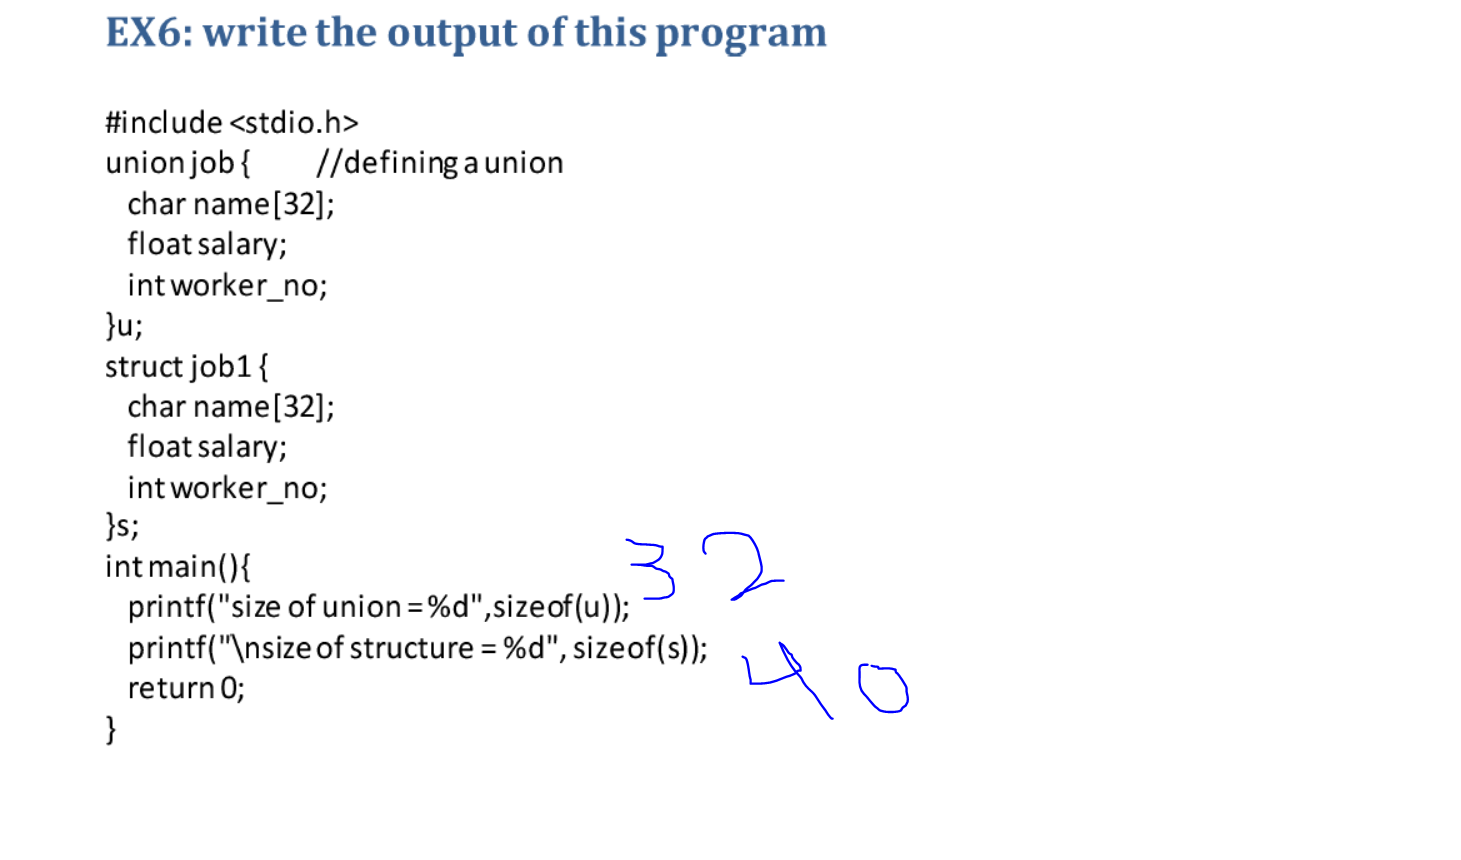 EX6: write the output of this program
#include <stdio.h>
union job {       //defining a union
  char name[32];
  float salary;
  int worker_no;
}u;
struct job1 {
  char name[32];
  float salary;
  int worker_no;
}s;
int main(){
  printf("size of union = %d",sizeof(u)); 32
  printf("\nsize of structure = %d", sizeof(s)); 40
  return 0;
}